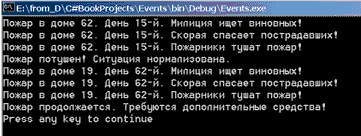 E:\from_D\C#BookProjects\Events\bin\Debug\Events.exe
Пожар в доме 62. День 15-й. Милиция ищет виновных!
Пожар в доме 62. День 15-й. Скорая спасает пострадавших!
Пожар в доме 62. День 15-й. Пожарники тушат пожар!
Пожар потушен! Ситуация нормализована.
Пожар в доме 19. День 62-й. Милиция ищет виновных!
Пожар в доме 19. День 62-й. Скорая спасает пострадавших!
Пожар в доме 19. День 62-й. Пожарники тушат пожар!
Пожар продолжается. Требуются дополнительные средства!
Press any key to continue